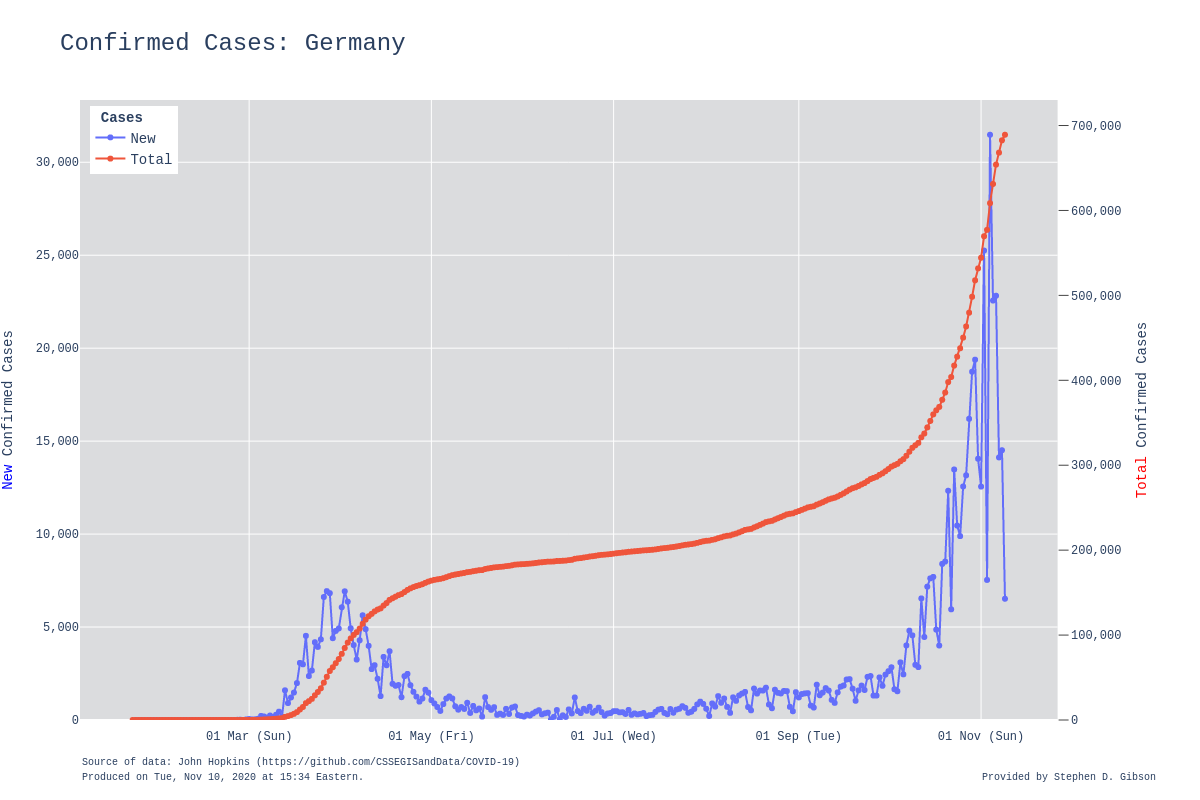 Confirmed Cases: Germany
Cases
New
Total
30,000
25,000
20,000
15,000
10,000
5,000
0
New Confirmed Cases
700,000
600,000
500,000
400,000
300,000
200,000
100,000
0
Total Confirmed Cases
01 Mar (Sun)
01 May (Fri)
01 Jul (Wed)
01 Sep (Tue)
01 Nov (Sun)
Source of data: John Hopkins (https://github.com/CSSEGISandData/COVID-19)
Produced on Tue, Nov 10, 2020 at 15:34 Eastern.
Provided by Stephen D. Gibson